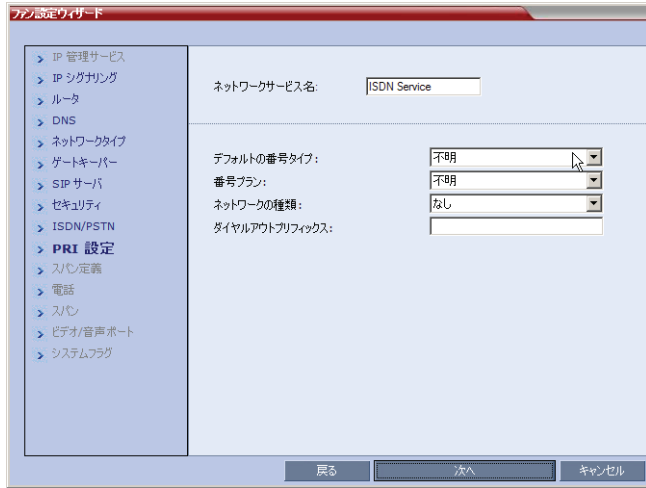 ファン設定ウィザード
IP 管理サービス
IP シグナリング
ルータ
DNS
ネットワークタイプ
ゲートキーパー
SIP サーバ
セキュリティ
ISDN/PSTN
PRI 設定
スパン定義
電話
スパン
ビデオ/音声ポート
システムフラグ
ネットワークサービス名: ISDN Service
デフォルトの番号タイプ: 不明
番号プラン: 不明
ネットワークの種類: なし
ダイヤルアウトプリフィックス:
戻る 次へ キャンセル